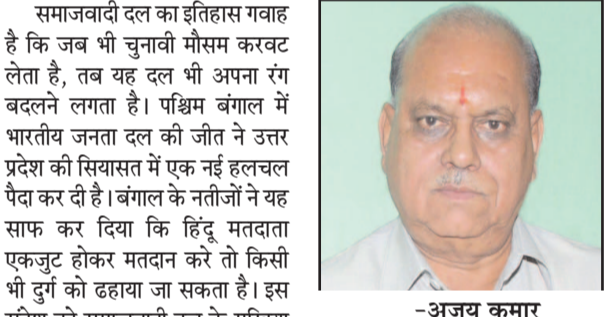 समाजवादी दल का इतिहास गवाह
है कि जब भी चुनावी मौसम करवट
लेता है, तब यह दल भी अपना रंग
बदलने लगता है। पश्चिम बंगाल में
भारतीय जनता दल की जीत ने उत्तर
प्रदेश की सियासत में एक नई हलचल
पैदा कर दी है। बंगाल के नतीजों ने यह
साफ कर दिया कि हिंदू मतदाता
एकजुट होकर मतदान करे तो किसी
भी दुर्ग को ढहाया जा सकता है। इस
-अजय कुमार